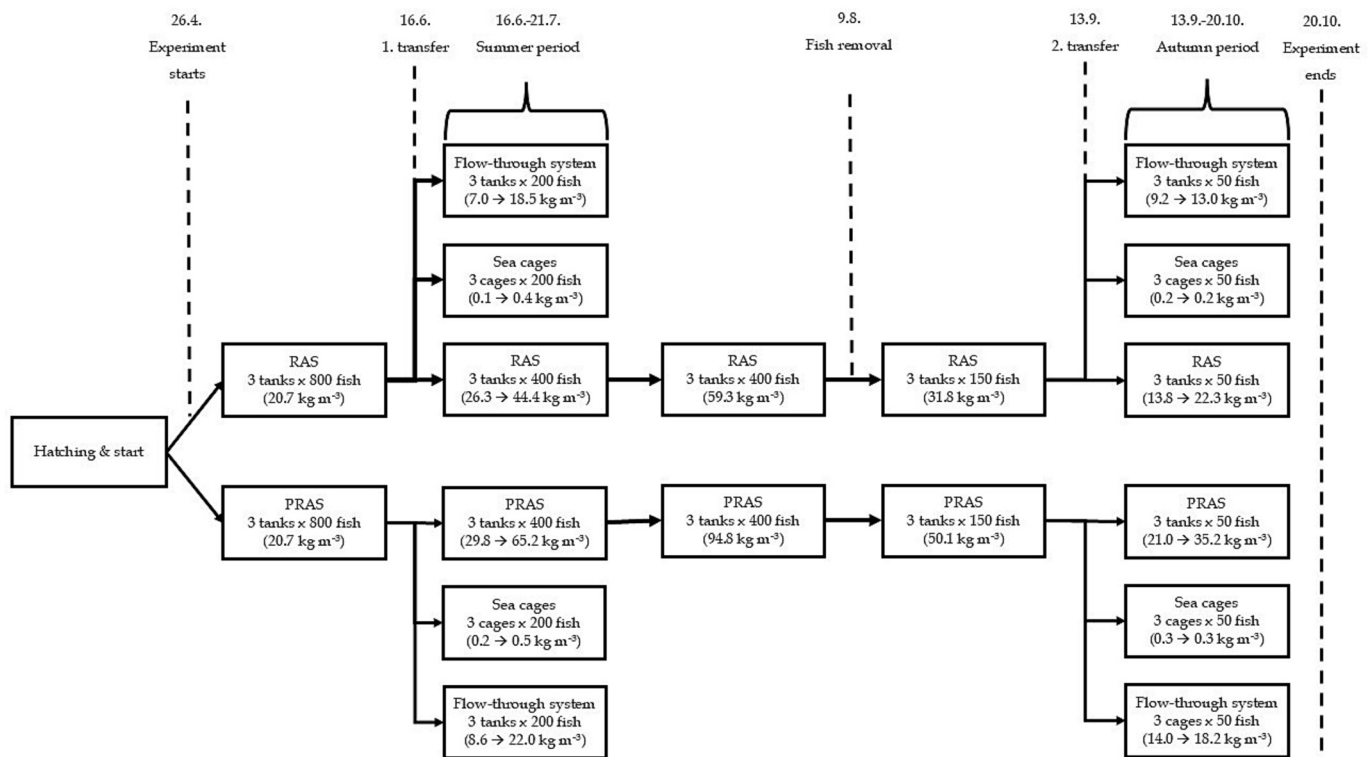 26.4.
Experiment
starts
16.6.
1. transfer
16.6.-21.7.
Summer period
9.8.
Fish removal
13.9.
2. transfer
13.9.-20.10.
Autumn period
20.10.
Experiment
ends
Flow-through system
3 tanks x 200 fish
(7.0 → 18.5 kg m⁻³)
Flow-through system
3 tanks x 50 fish
(9.2 → 13.0 kg m⁻³)
Sea cages
3 cages x 200 fish
(0.1 → 0.4 kg m⁻³)
Sea cages
3 cages x 50 fish
(0.2 → 0.2 kg m⁻³)
RAS
3 tanks x 800 fish
(20.7 kg m⁻³)
RAS
3 tanks x 400 fish
(26.3 → 44.4 kg m⁻³)
RAS
3 tanks x 400 fish
(59.3 kg m⁻³)
RAS
3 tanks x 150 fish
(31.8 kg m⁻³)
RAS
3 tanks x 50 fish
(13.8 → 22.3 kg m⁻³)
Hatching & start
PRAS
3 tanks x 800 fish
(20.7 kg m⁻³)
PRAS
3 tanks x 400 fish
(29.8 → 65.2 kg m⁻³)
PRAS
3 tanks x 400 fish
(94.8 kg m⁻³)
PRAS
3 tanks x 150 fish
(50.1 kg m⁻³)
PRAS
3 tanks x 50 fish
(21.0 → 35.2 kg m⁻³)
Sea cages
3 cages x 200 fish
(0.2 → 0.5 kg m⁻³)
Sea cages
3 cages x 50 fish
(0.3 → 0.3 kg m⁻³)
Flow-through system
3 tanks x 200 fish
(8.6 → 22.0 kg m⁻³)
Flow-through system
3 cages x 50 fish
(14.0 → 18.2 kg m⁻³)